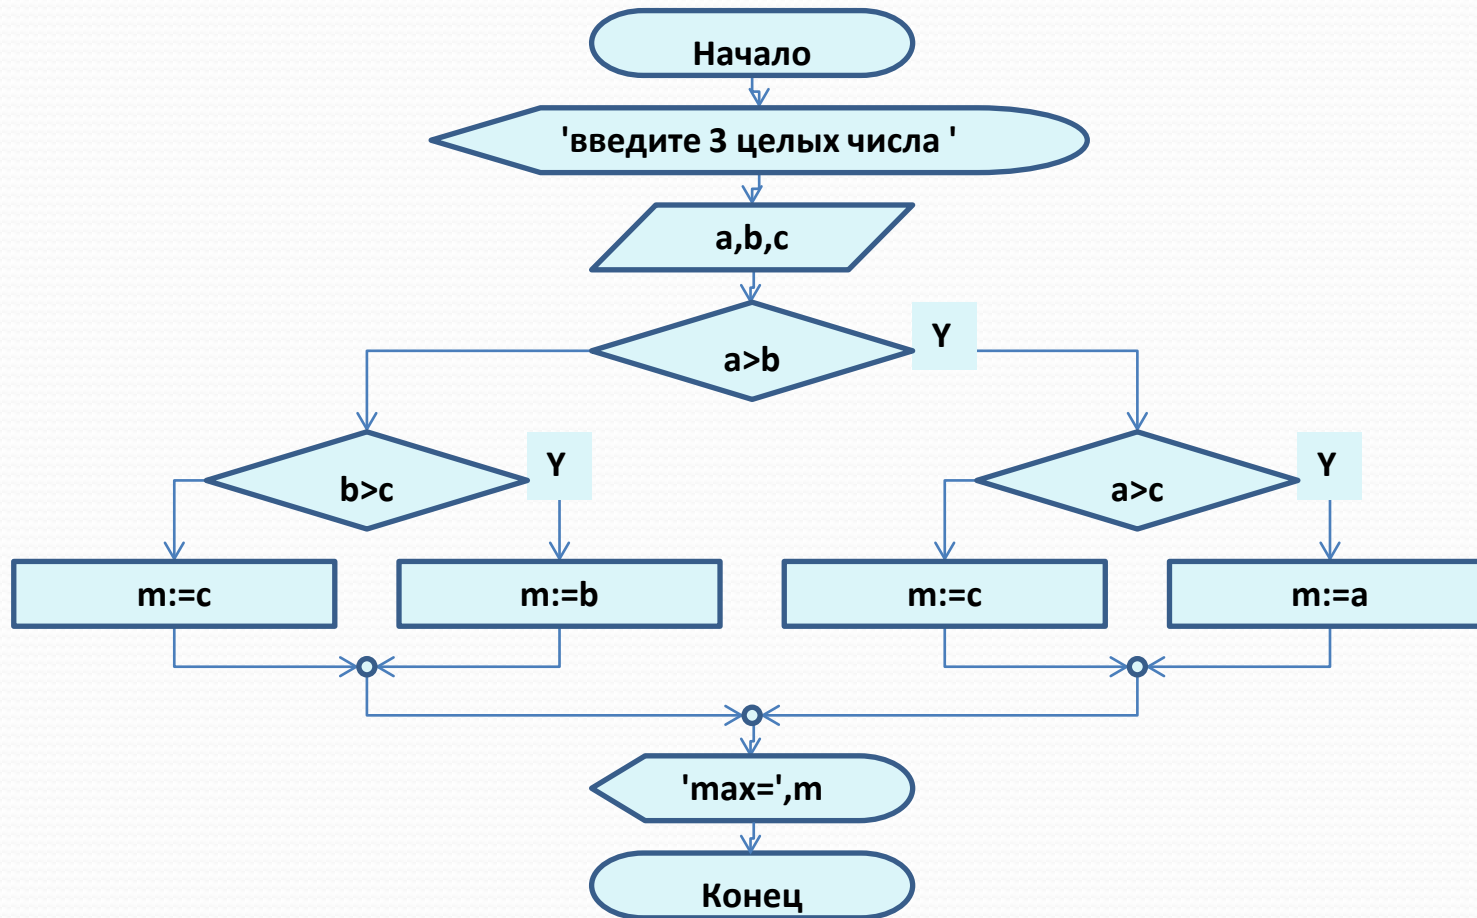 Начало
'введите 3 целых числа '
a,b,c
a>b
Y
b>c
Y
a>c
Y
m:=c
m:=b
m:=c
m:=a
'max=',m
Конец